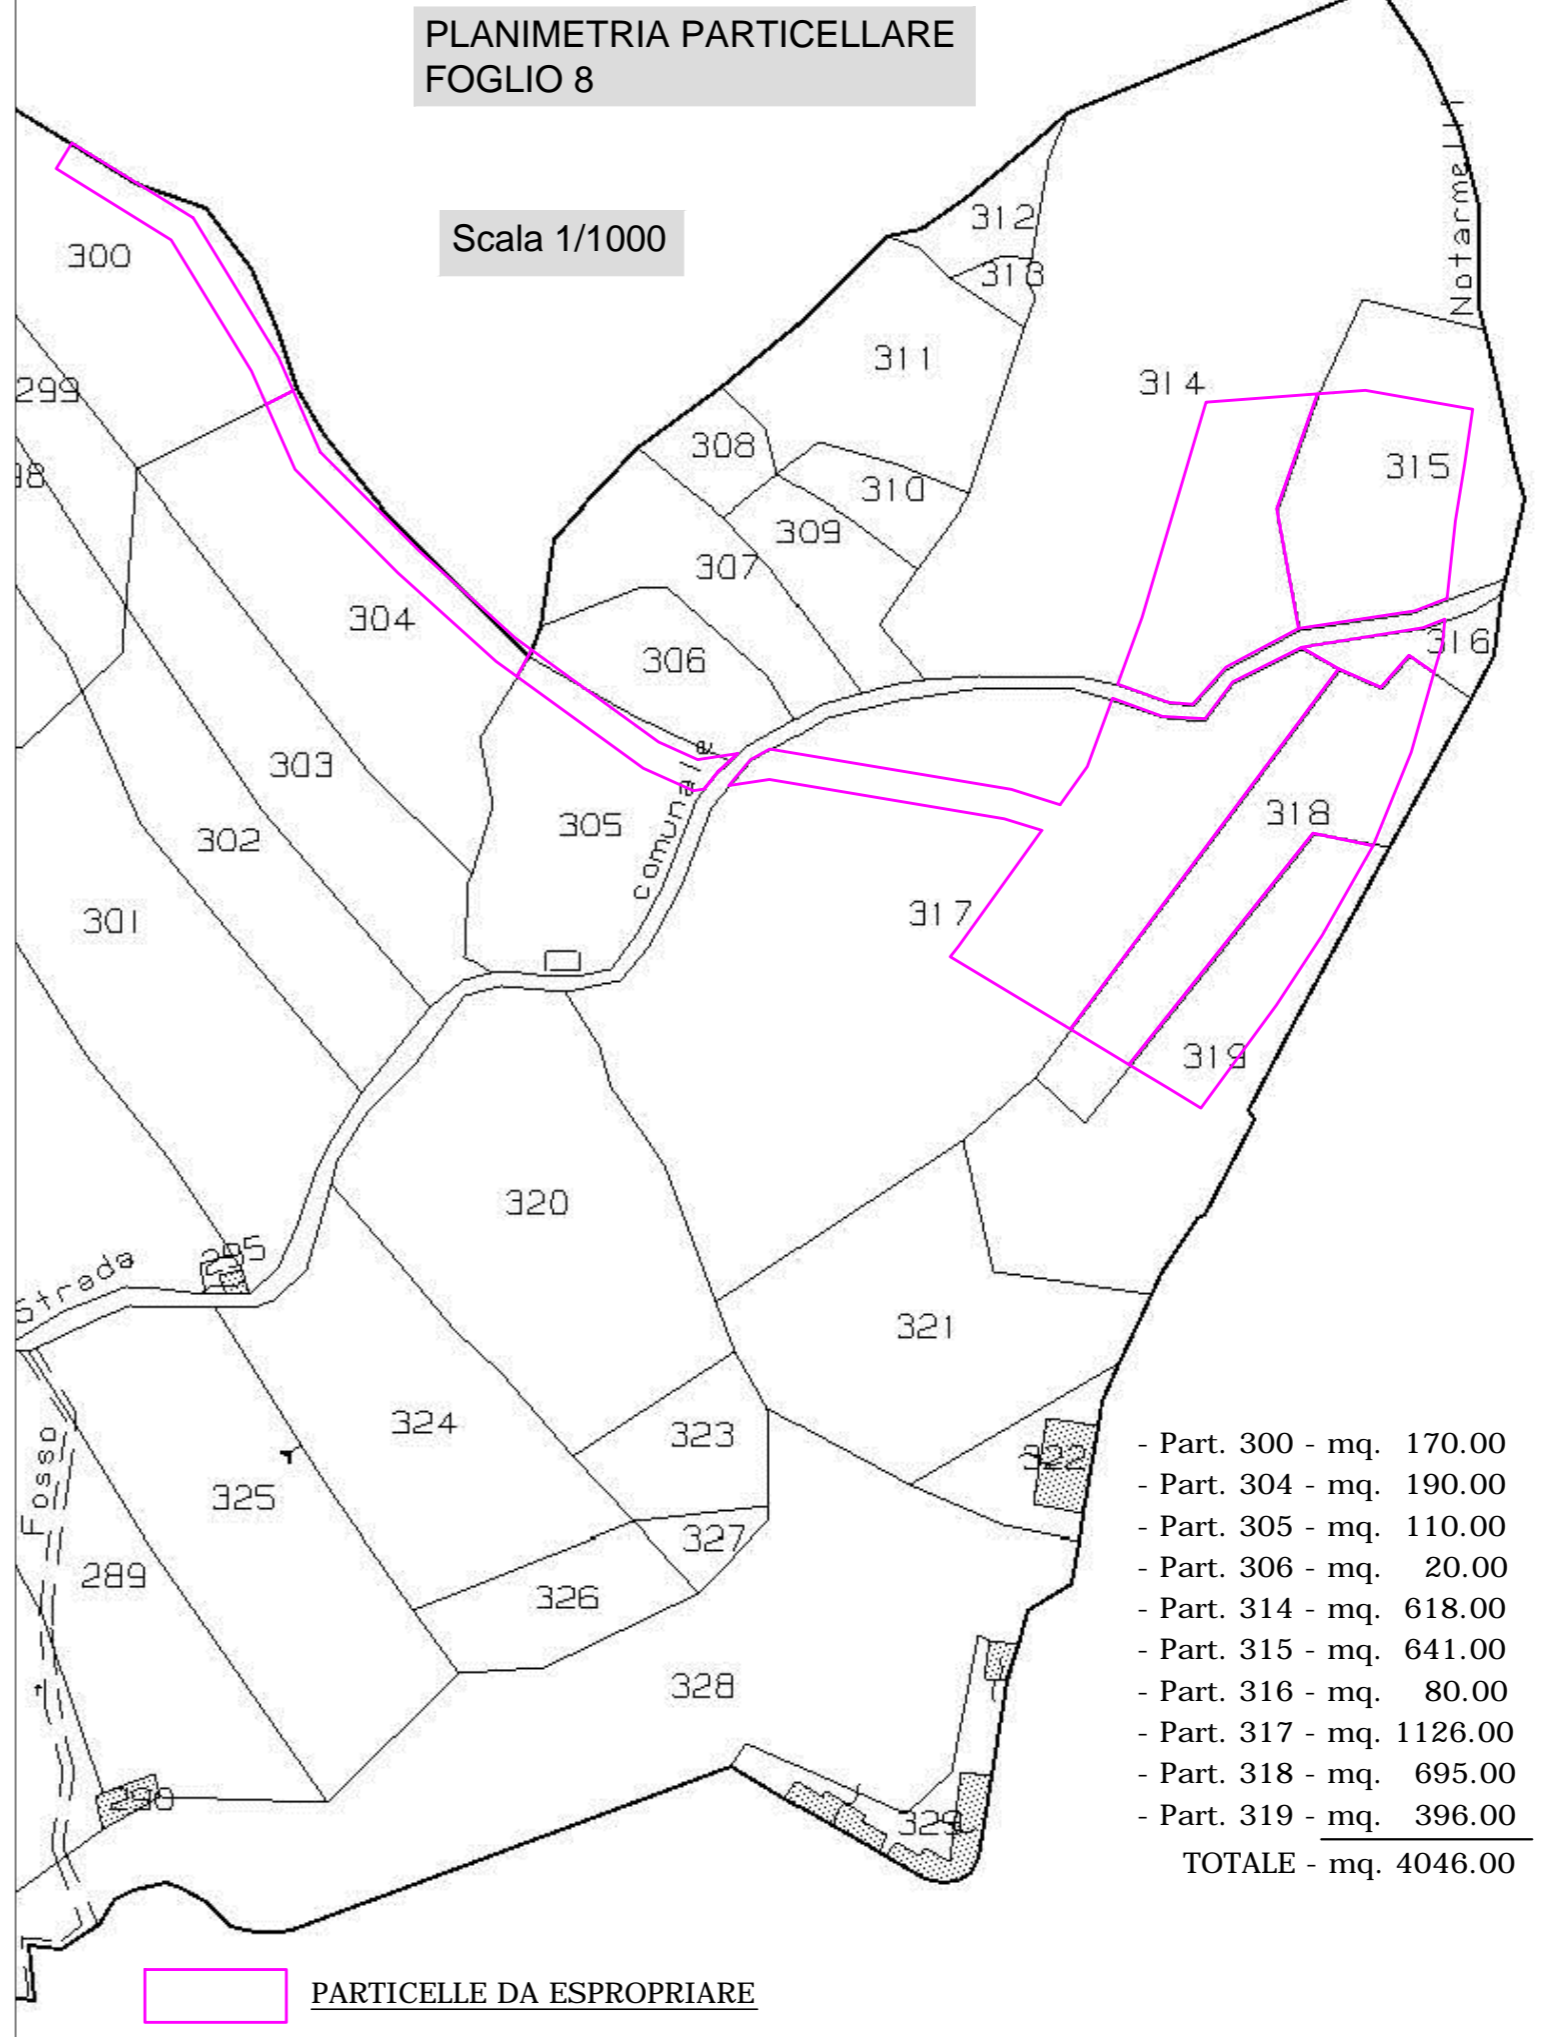 PLANIMETRIA PARTICELLARE
FOGLIO 8
Scala 1/1000
Notarme
312
300
313
311
314
299
308
315
310
309
307
304
306
316
303
comunale
318
305
302
317
301
319
320
295
Strada
321
324
323
322
325
Fosso
327
289
326
328
290
329
- Part. 300 - mq. 170.00
- Part. 304 - mq. 190.00
- Part. 305 - mq. 110.00
- Part. 306 - mq. 20.00
- Part. 314 - mq. 618.00
- Part. 315 - mq. 641.00
- Part. 316 - mq. 80.00
- Part. 317 - mq. 1126.00
- Part. 318 - mq. 695.00
- Part. 319 - mq. 396.00
TOTALE - mq. 4046.00
PARTICELLE DA ESPROPRIARE